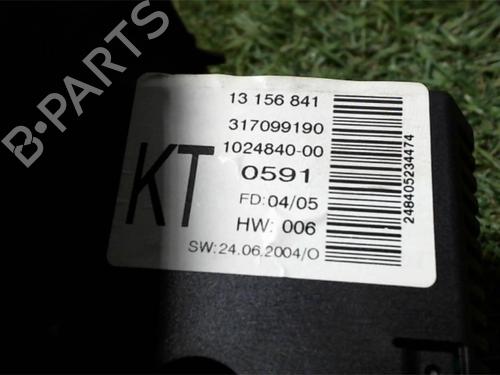 B-PARTS
13 156 841
317099190
1024840-00
KT
0591
FD: 04/05
HW: 006
SW: 24.06.2004/O
248405234474